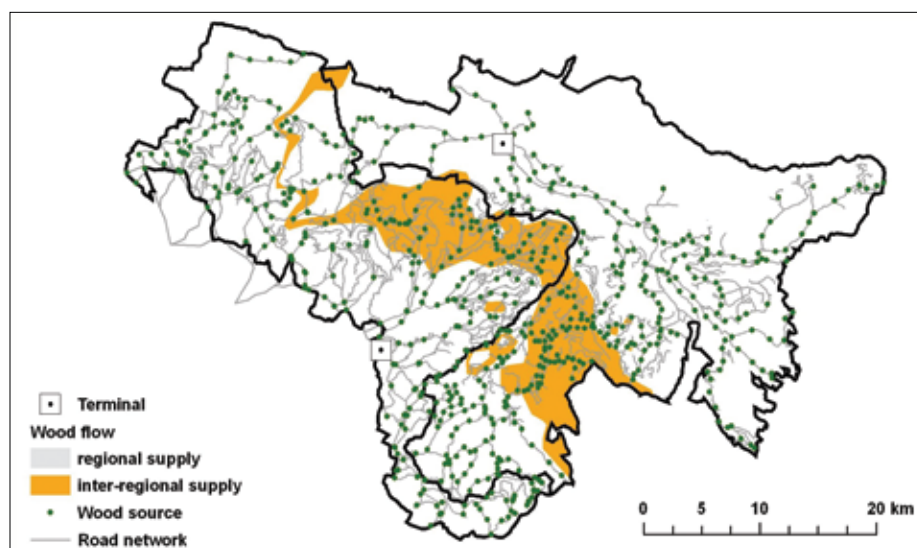 Terminal
Wood flow
regional supply
inter-regional supply
Wood source
Road network
0 5 10 20 km